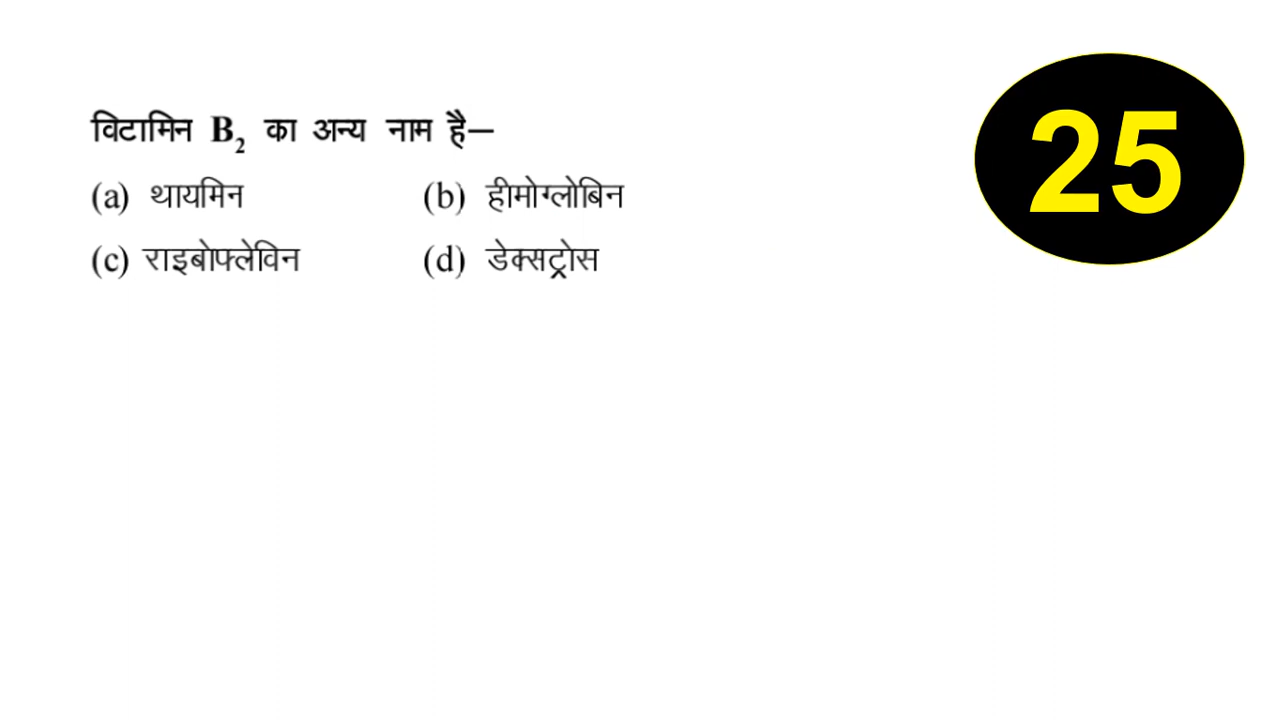 विटामिन B₂ का अन्य नाम है—
(a) थायमिन (b) हीमोग्लोबिन
(c) राइबोफ्लेविन (d) डेक्सट्रोस
25